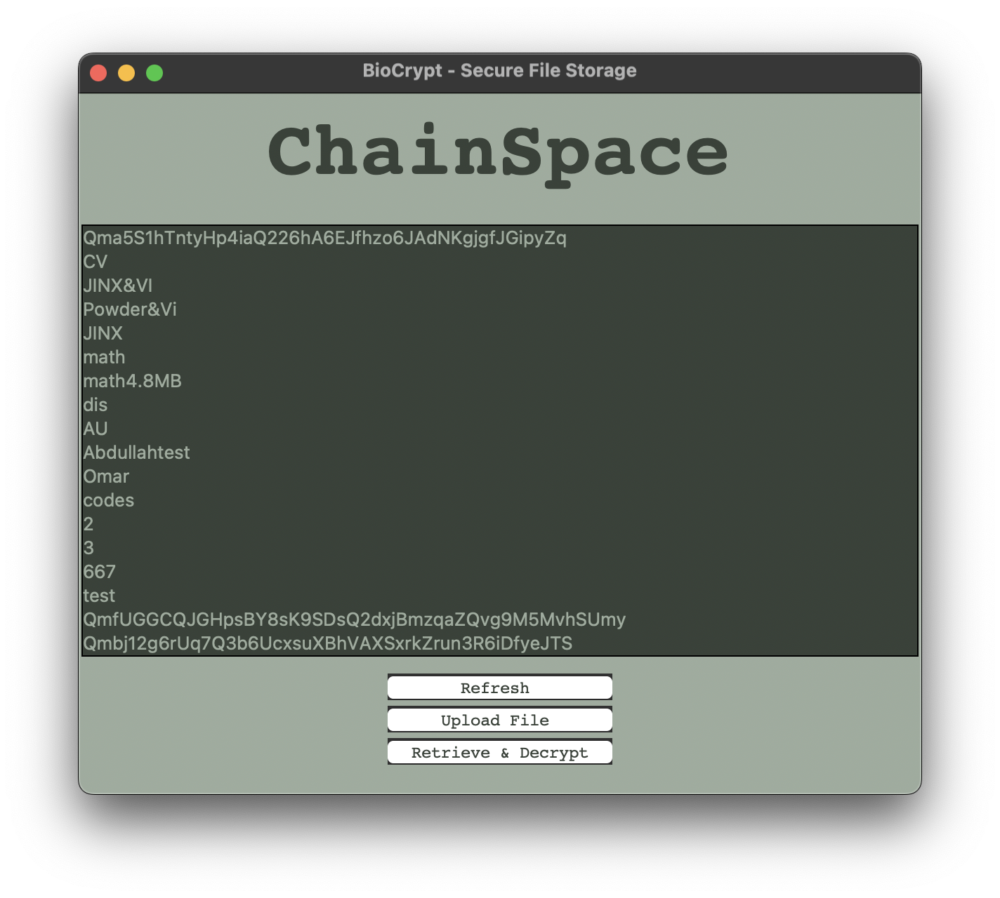 BioCrypt - Secure File Storage
ChainSpace
Qma5S1hTntyHp4iaQ226hA6EJfhzo6JAdNKgjgfJGipyZq
CV
JINX&VI
Powder&Vi
JINX
math
math4.8MB
dis
AU
Abdullahtest
Omar
codes
2
3
667
test
QmfUGGCQJGHpsBY8sK9SDsQ2dxjBmzqaZQvg9M5MvhSUmy
Qmbj12g6rUq7Q3b6UcxsuXBhVAXSxrkZrun3R6iDfyeJTS
Refresh
Upload File
Retrieve & Decrypt